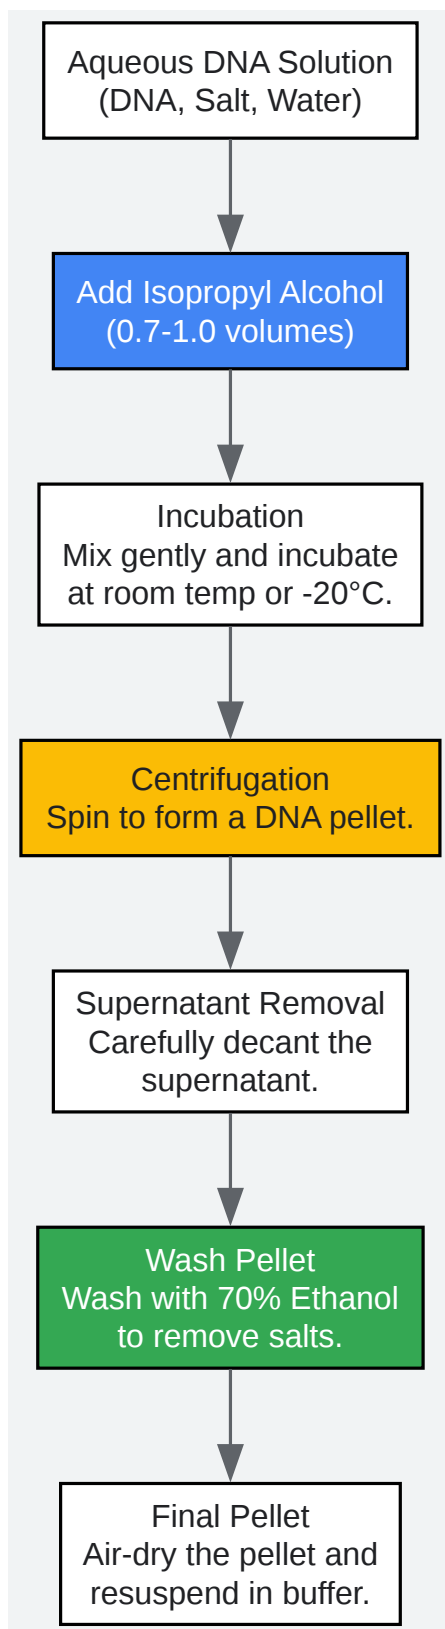 Aqueous DNA Solution
(DNA, Salt, Water)
Add Isopropyl Alcohol
(0.7-1.0 volumes)
Incubation
Mix gently and incubate
at room temp or -20°C.
Centrifugation
Spin to form a DNA pellet.
Supernatant Removal
Carefully decant the
supernatant.
Wash Pellet
Wash with 70% Ethanol
to remove salts.
Final Pellet
Air-dry the pellet and
resuspend in buffer.